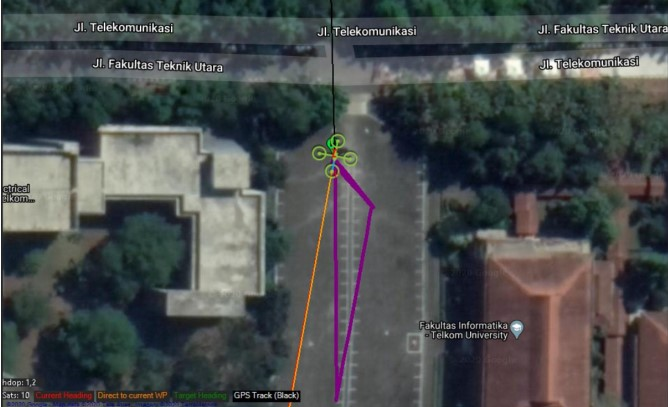 Jl. Telekomunikasi
Jl. Telekomunikasi
Jl. Fakultas Teknik Utara
Jl. Fakultas Teknik Utara
Jl. Telekomunikasi
ctrical
elkom...
Fakultas Informatika
- Telkom University
hdop: 1,2
Sats: 10 Current Heading Direct to current WP Target Heading GPS Track (Black)